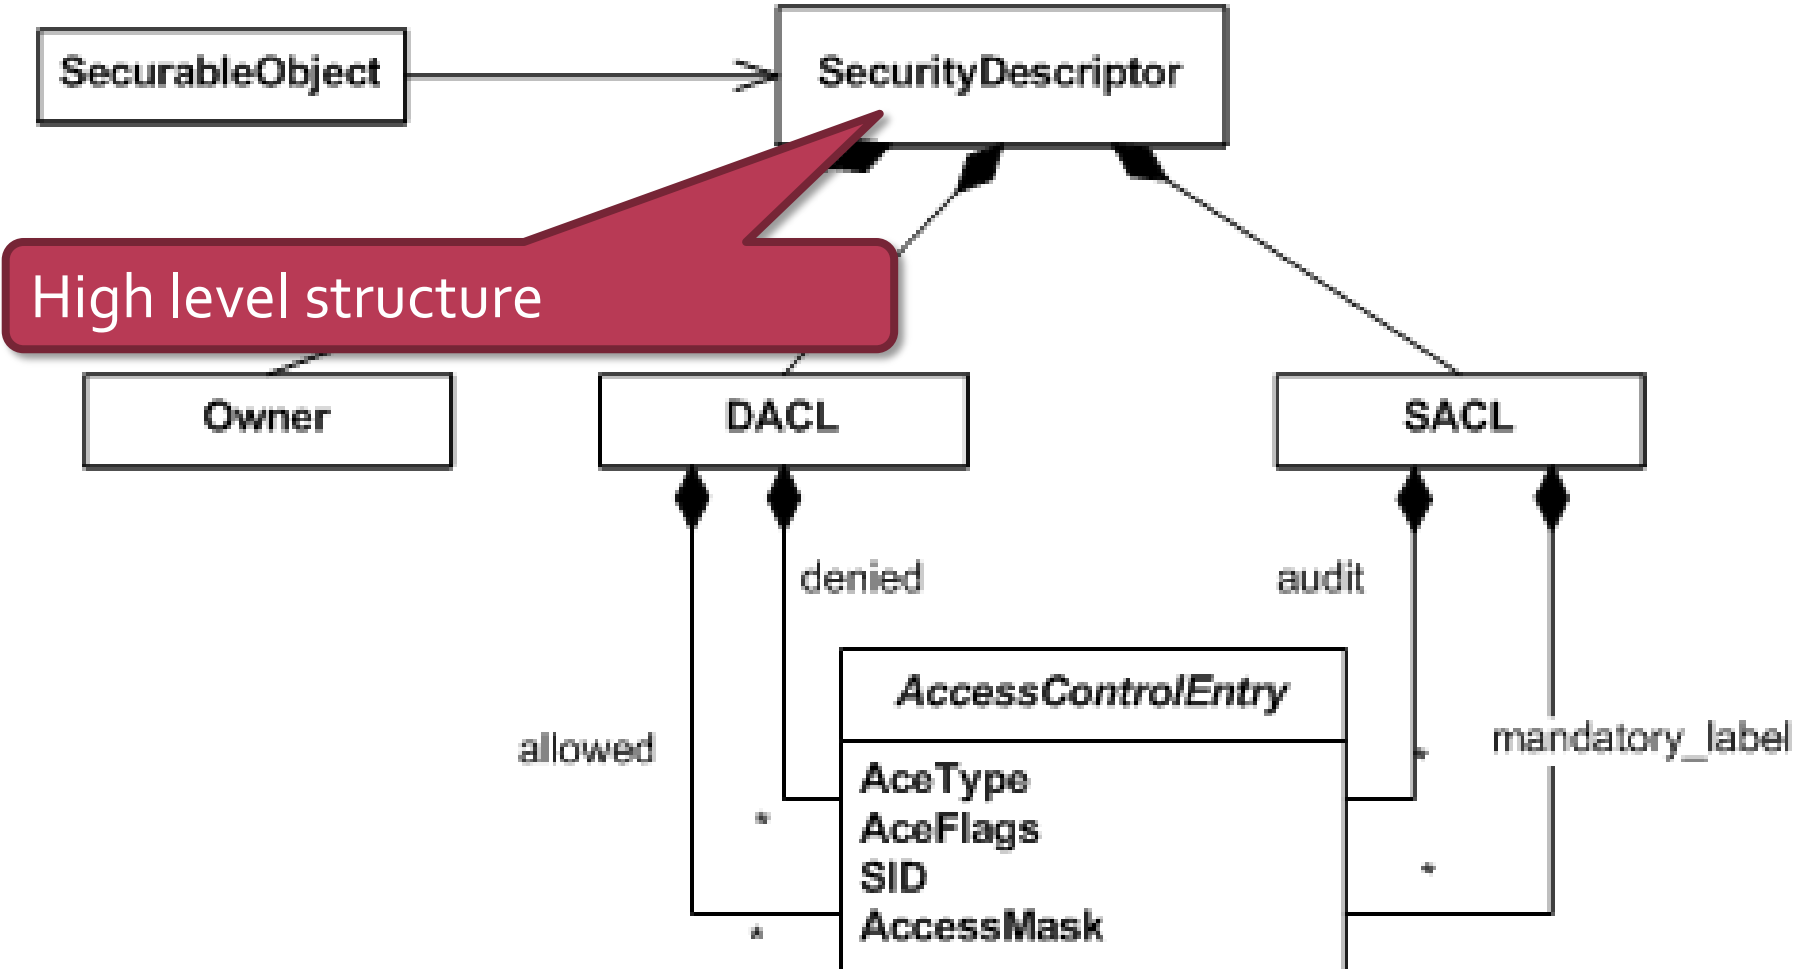 SecurableObject
SecurityDescriptor
High level structure
Owner
DACL
SACL
denied
audit
AccessControlEntry
allowed
mandatory_label
*
AceType
*
AceFlags
SID
*
AccessMask
*